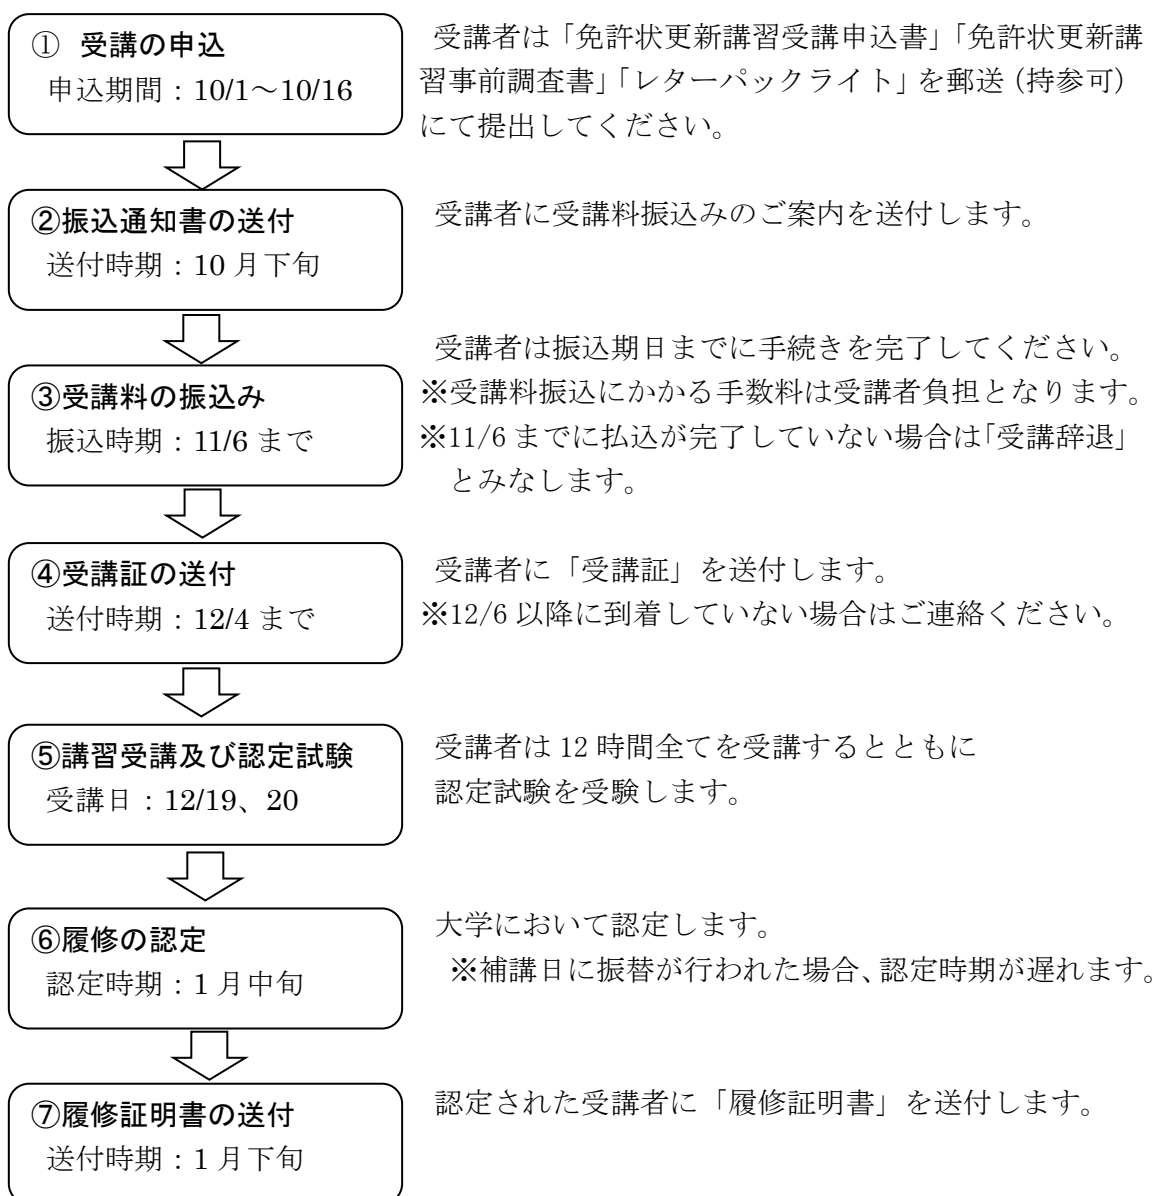 ① 受講の申込
申込期間：10/1～10/16
受講者は「免許状更新講習受講申込書」「免許状更新講
習事前調査書」「レターパックライト」を郵送（持参可）
にて提出してください。
②振込通知書の送付
送付時期：10 月下旬
受講者に受講料振込みのご案内を送付します。
③受講料の振込み
振込時期：11/6 まで
受講者は振込期日までに手続きを完了してください。
※受講料振込にかかる手数料は受講者負担となります。
※11/6 までに払込が完了していない場合は「受講辞退」
とみなします。
④受講証の送付
送付時期：12/4 まで
受講者に「受講証」を送付します。
※12/6 以降に到着していない場合はご連絡ください。
⑤講習受講及び認定試験
受講日：12/19、20
受講者は 12 時間全てを受講するとともに
認定試験を受験します。
⑥履修の認定
認定時期：1 月中旬
大学において認定します。
※補講日に振替が行われた場合、認定時期が遅れます。
⑦履修証明書の送付
送付時期：1 月下旬
認定された受講者に「履修証明書」を送付します。